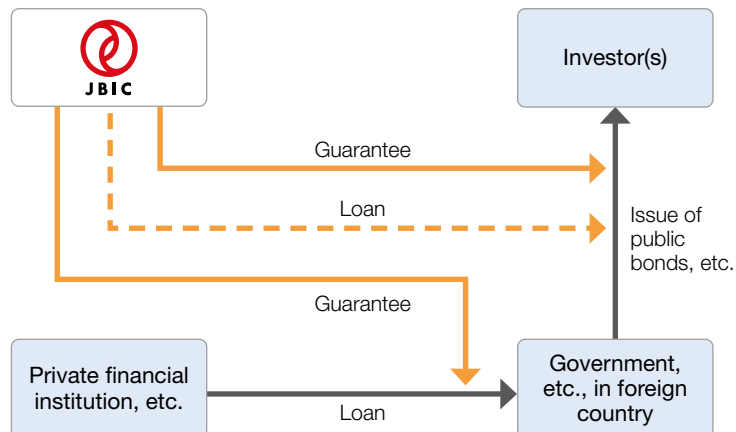 JBIC
Investor(s)
Guarantee
Loan
Issue of
public
bonds, etc.
Guarantee
Private financial
institution, etc.
Loan
Government,
etc., in foreign
country